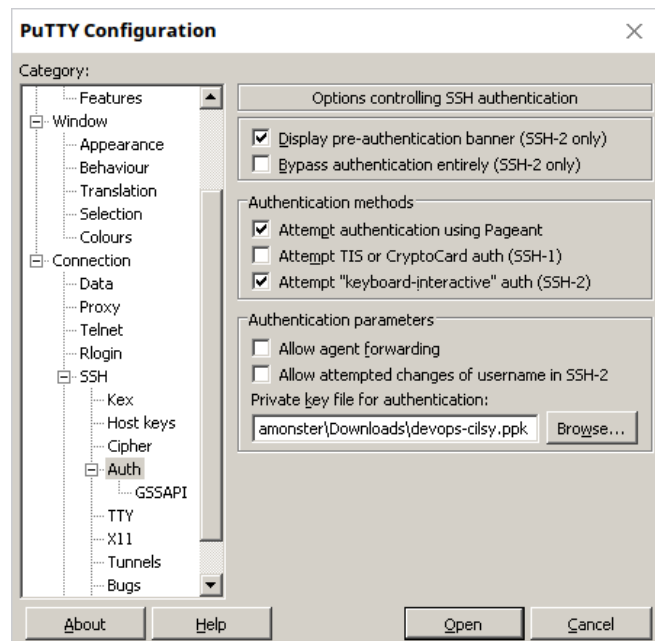 PuTTY Configuration
Category:
Features
Window
Appearance
Behaviour
Translation
Selection
Colours
Connection
Data
Proxy
Telnet
Rlogin
SSH
Kex
Host keys
Cipher
Auth
GSSAPI
TTY
X11
Tunnels
Bugs
Options controlling SSH authentication
Display pre-authentication banner (SSH-2 only)
Bypass authentication entirely (SSH-2 only)
Authentication methods
Attempt authentication using Pageant
Attempt TIS or CryptoCard auth (SSH-1)
Attempt "keyboard-interactive" auth (SSH-2)
Authentication parameters
Allow agent forwarding
Allow attempted changes of username in SSH-2
Private key file for authentication:
amonster\Downloads\devops-cilsy.ppk Browse...
About Help Open Cancel